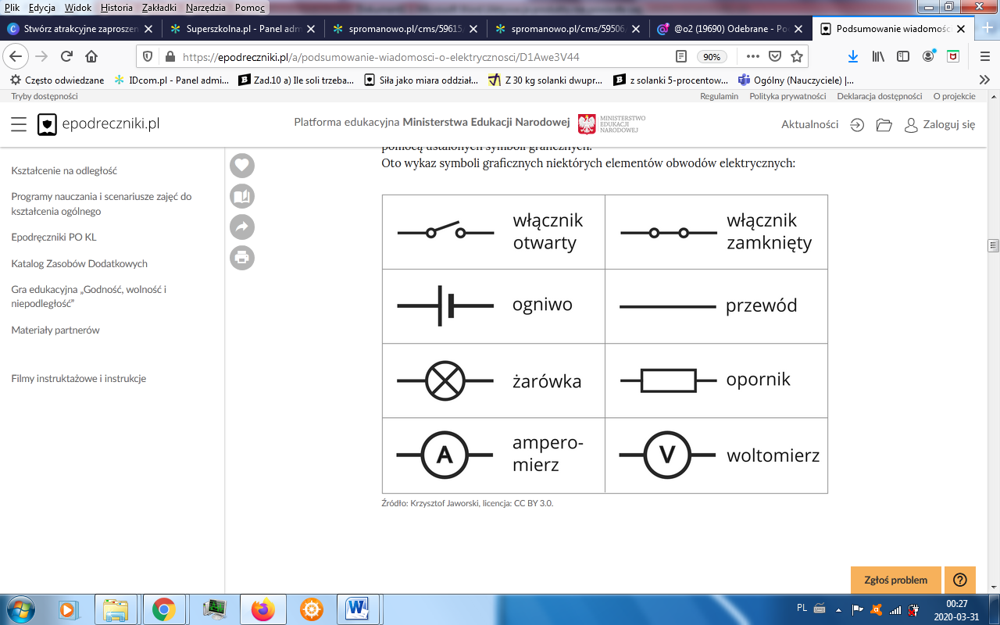 Plik Edycja Widok Historia Zakładki Narzędzia Pomoc
Stwórz atrakcyjne zaproszen
Superszkolna.pl - Panel adm
spromanowo.pl/cms/59615/
spromanowo.pl/cms/59506/
@o2 (19690) Odebrane - Po
Podsumowanie wiadomości
https://epodreczniki.pl/a/podsumowanie-wiadomosci-o-elektrycznosci/D1Awe3V44
90%
Często odwiedzane
IDcom.pl - Panel admi...
Zad.10 a) Ile soli trzeba...
Siła jako miara oddział...
Z 30 kg solanki dwupr...
z solanki 5-procentow...
Ogólny (Nauczyciele) |...
Tryby dostępności
Regulamin Polityka prywatności Deklaracja dostępności O projekcie
epodreczniki.pl
Platforma edukacyjna Ministerstwa Edukacji Narodowej
MINISTERSTWO
EDUKACJI
NARODOWEJ
Aktualności
Zaloguj się
Kształcenie na odległość
Programy nauczania i scenariusze zajęć do
kształcenia ogólnego
Epodręczniki PO KL
Katalog Zasobów Dodatkowych
Gra edukacyjna „Godność, wolność i
niepodległość”
Materiały partnerów
Filmy instruktażowe i instrukcje
pomocą ustalonych symboli graficznych.
Oto wykaz symboli graficznych niektórych elementów obwodów elektrycznych:
włącznik
otwarty
włącznik
zamknięty
ogniwo
przewód
żarówka
opornik
A
ampero-
mierz
V
woltomierz
Źródło: Krzysztof Jaworski, licencja: CC BY 3.0.
Zgłoś problem
PL
00:27
2020-03-31